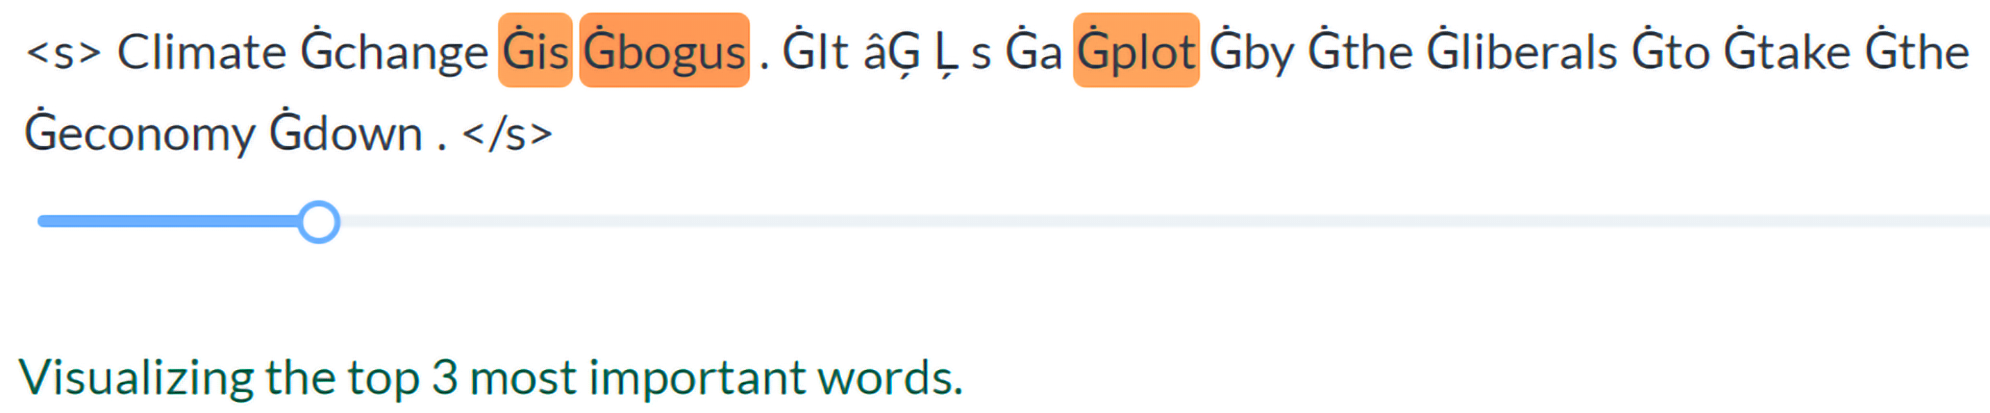 <s> Climate Ġchange Ġis Ġbogus . ĠIt âĢ Ļ s Ġa Ġplot Ġby Ġthe Ġliberals Ġto Ġtake Ġthe
Ġeconomy Ġdown . </s>
Visualizing the top 3 most important words.